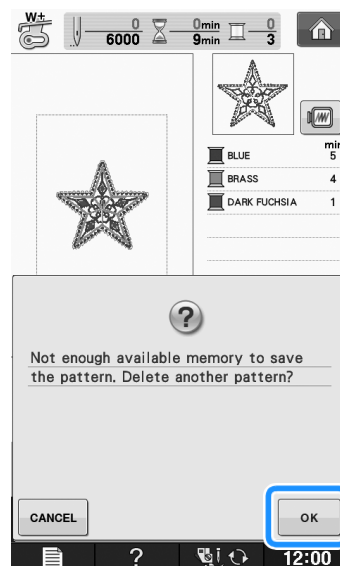 W+
0
6000
0min
9min
0
3
min
BLUE 5
BRASS 4
DARK FUCHSIA 1
?
Not enough available memory to save
the pattern. Delete another pattern?
CANCEL
OK
?
12:00